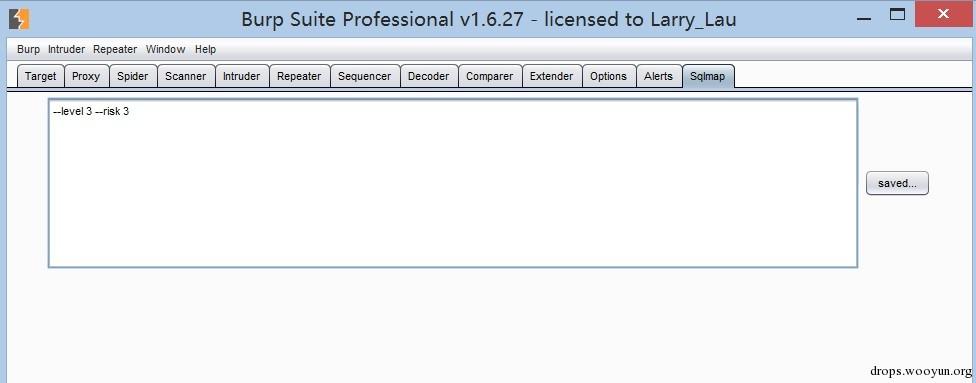 Burp Suite Professional v1.6.27 - licensed to Larry_Lau
Burp Intruder Repeater Window Help
Target Proxy Spider Scanner Intruder Repeater Sequencer Decoder Comparer Extender Options Alerts Sqlmap
--level 3 --risk 3
saved...
drops.wooyun.org